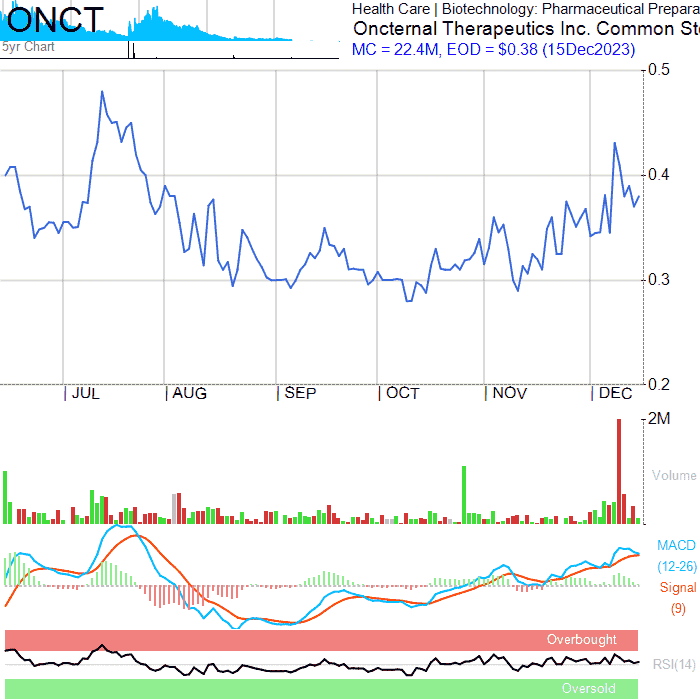 ONCT
5yr Chart
Health Care | Biotechnology: Pharmaceutical Prepara
Oncternal Therapeutics Inc. Common Sto
MC = 22.4M, EOD = $0.38 (15Dec2023)
0.5
0.4
0.3
0.2
| JUL | AUG | SEP | OCT | NOV | DEC
2M
Volume
MACD
(12-26)
Signal
(9)
Overbought
RSI(14)
Oversold